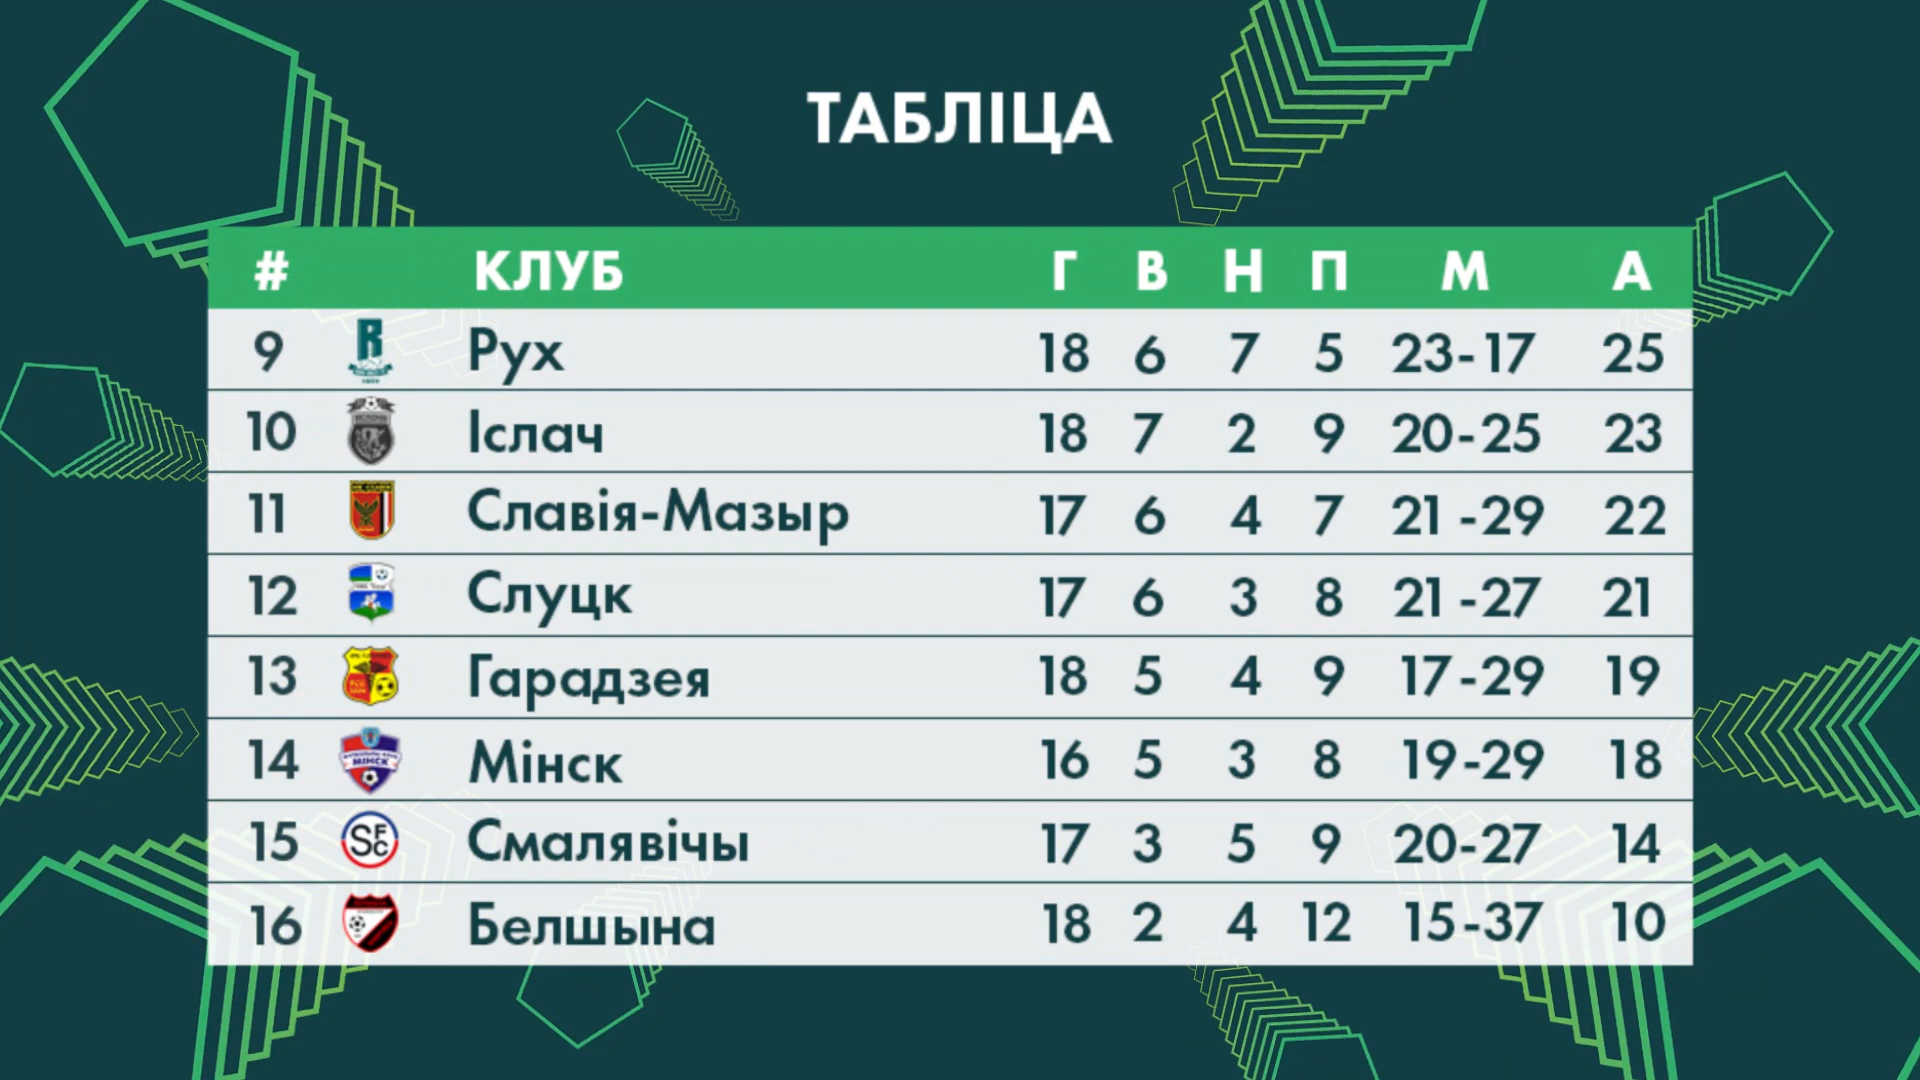 ТАБЛІЦА
# КЛУБ Г В Н П М А
9 Рух 18 6 7 5 23-17 25
10 Іслач 18 7 2 9 20-25 23
11 Славія-Мазыр 17 6 4 7 21-29 22
12 Слуцк 17 6 3 8 21-27 21
13 Гарадзея 18 5 4 9 17-29 19
14 МІНСК Мінск 16 5 3 8 19-29 18
15 SFC Смалявічы 17 3 5 9 20-27 14
16 Белшына 18 2 4 12 15-37 10